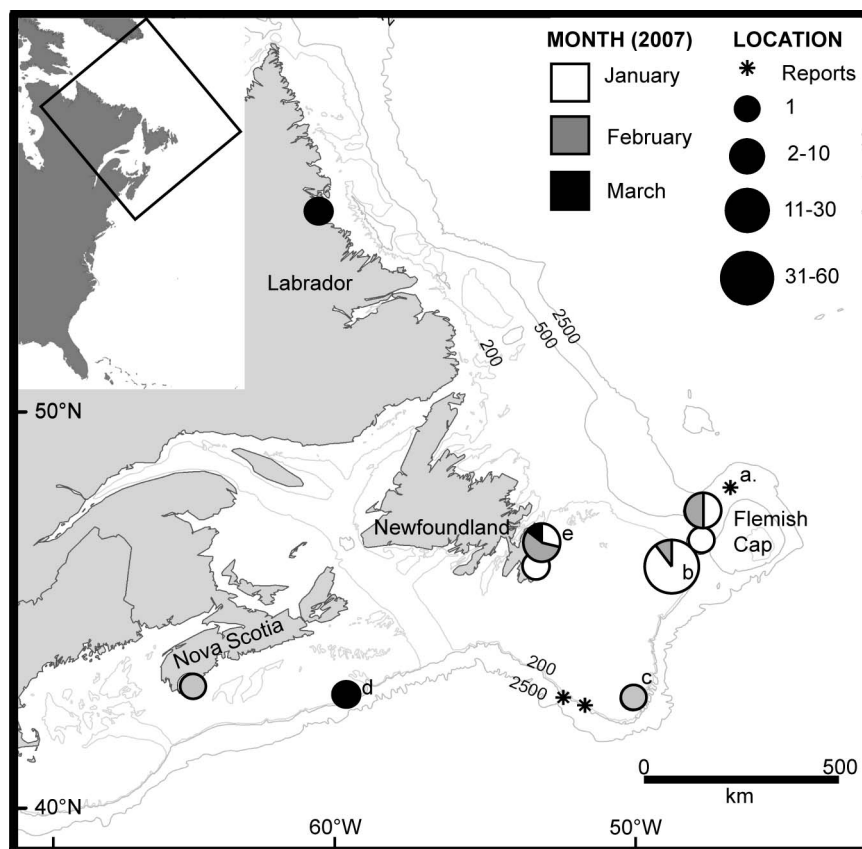 MONTH (2007)
January
February
March
LOCATION
Reports
1
2-10
11-30
31-60
Labrador
2500
500
200
50°N
a.
Newfoundland
e
Flemish
Cap
b
Nova Scotia
d
200
2500
c
0
500
km
40°N
60°W
50°W